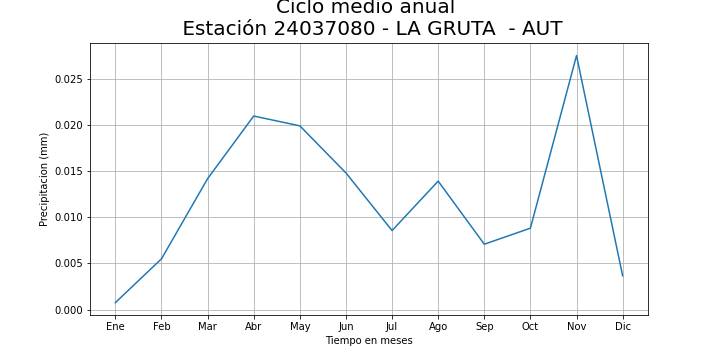 Ciclo medio anual
Estación 24037080 - LA GRUTA  - AUT
Precipitacion (mm)
0.025
0.020
0.015
0.010
0.005
0.000
Ene Feb Mar Abr May Jun Jul Ago Sep Oct Nov Dic
Tiempo en meses